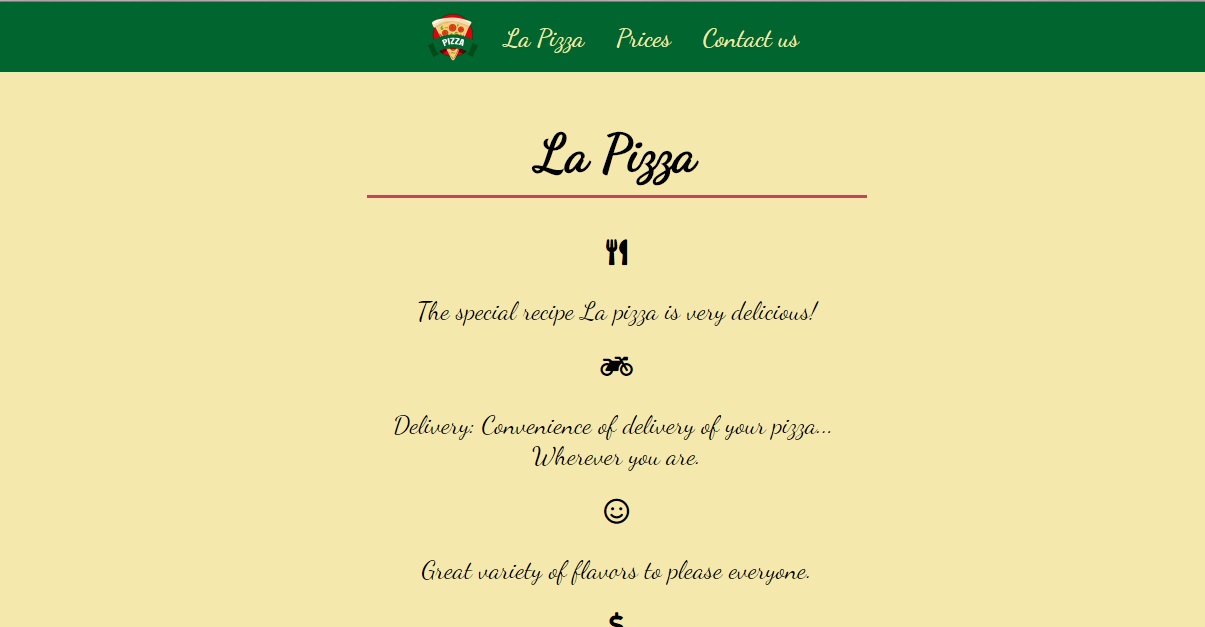 PIZZA
La Pizza
Prices
Contact us
La Pizza
The special recipe La pizza is very delicious!
Delivery: Convenience of delivery of your pizza...
Wherever you are.
Great variety of flavors to please everyone.
$